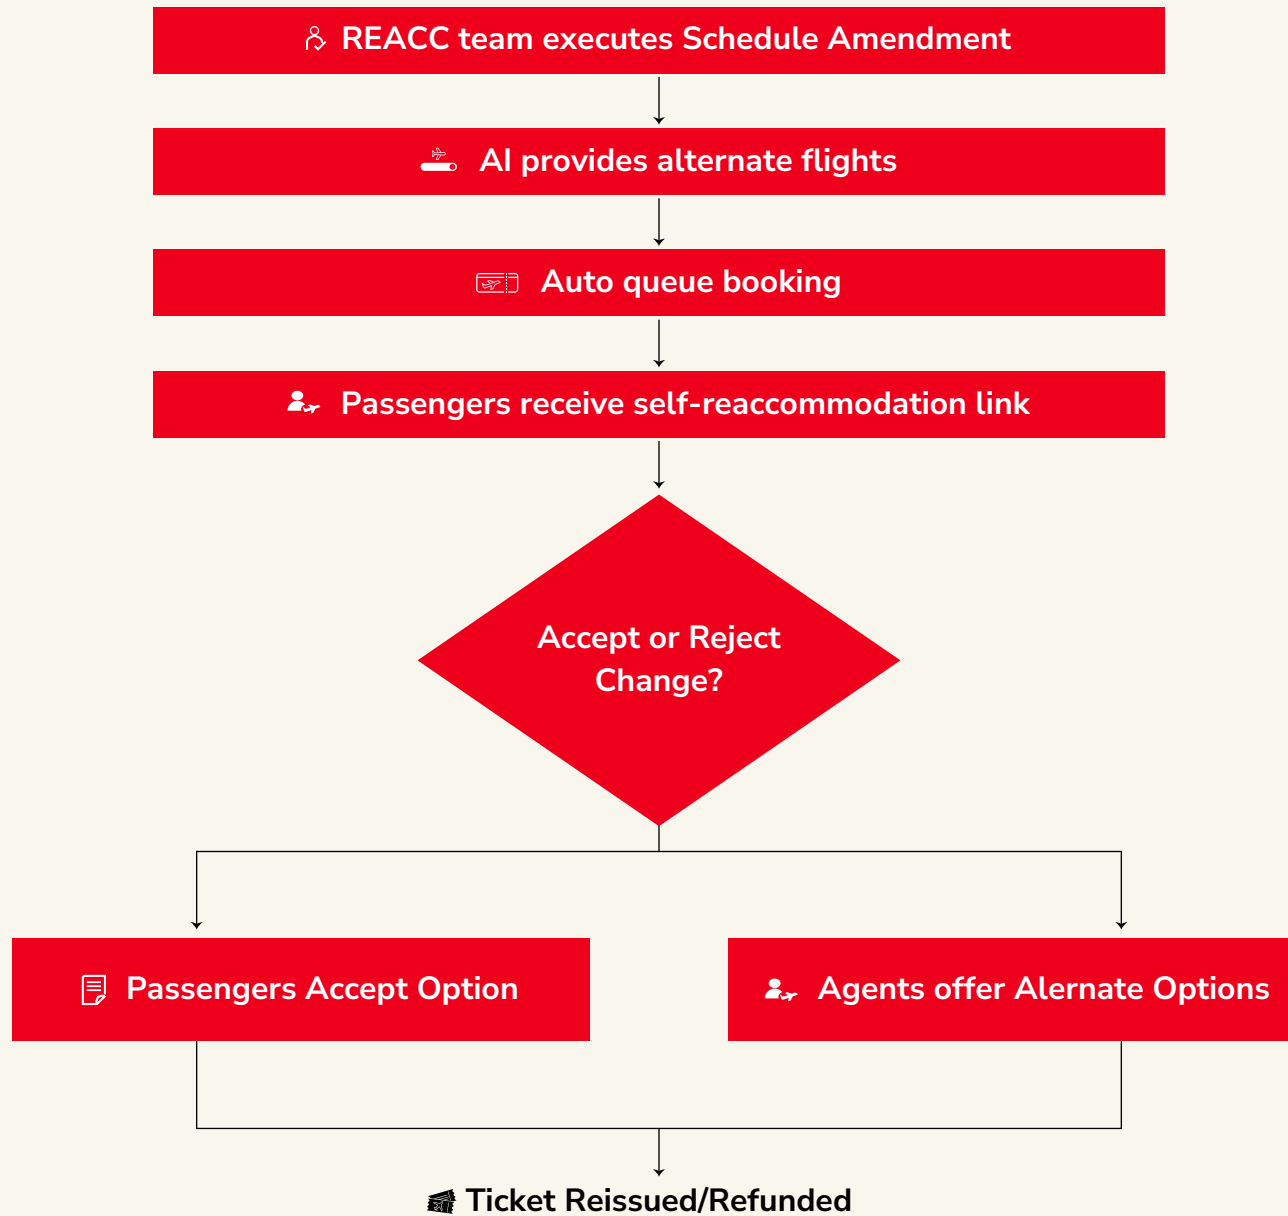 REACC team executes Schedule Amendment
AI provides alternate flights
Auto queue booking
Passengers receive self-reaccommodation link
Accept or Reject
Change?
Passengers Accept Option
Agents offer Alernate Options
Ticket Reissued/Refunded